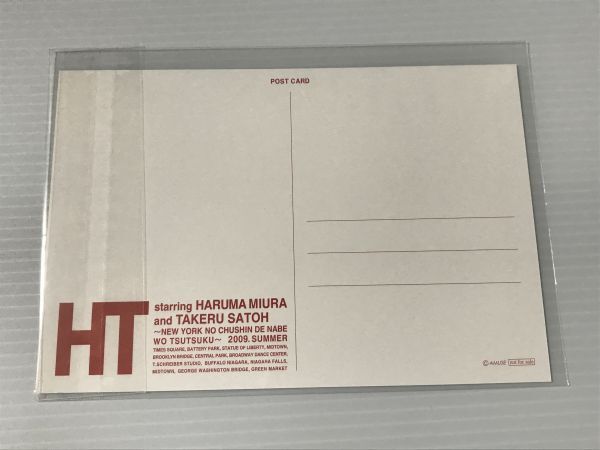 POST CARD
HT
starring HARUMA MIURA
and TAKERU SATOH
～NEW YORK NO CHUSHIN DE NABE
WO TSUTSUKU～ 2009. SUMMER
TIMES SQUARE, BATTERY PARK, STATUE OF LIBERTY, MIDTOWN,
BROOKLYN BRIDGE, CENTRAL PARK, BROADWAY DANCE CENTER,
T.SCHREIBER STUDIO, BUFFALO NIAGARA, NIAGARA FALLS,
MIDTOWN, GEORGE WASHINGTON BRIDGE, GREEN MARKET
©AMUSE not for sale